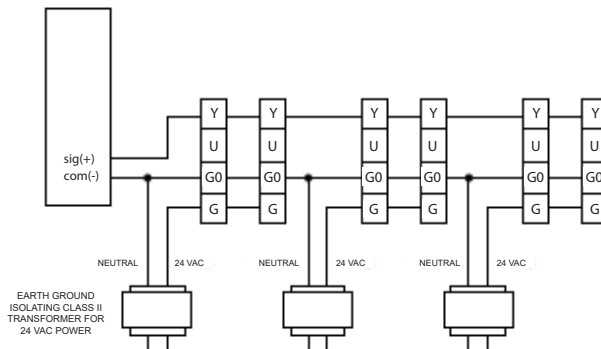 Y Y Y Y Y Y
U U U U U U
sig(+)
com(-)
G0 G0 G0 G0 G0 G0
G G G G G G
NEUTRAL 24 VAC NEUTRAL 24 VAC NEUTRAL 24 VAC
EARTH GROUND
ISOLATING CLASS II
TRANSFORMER FOR
24 VAC POWER